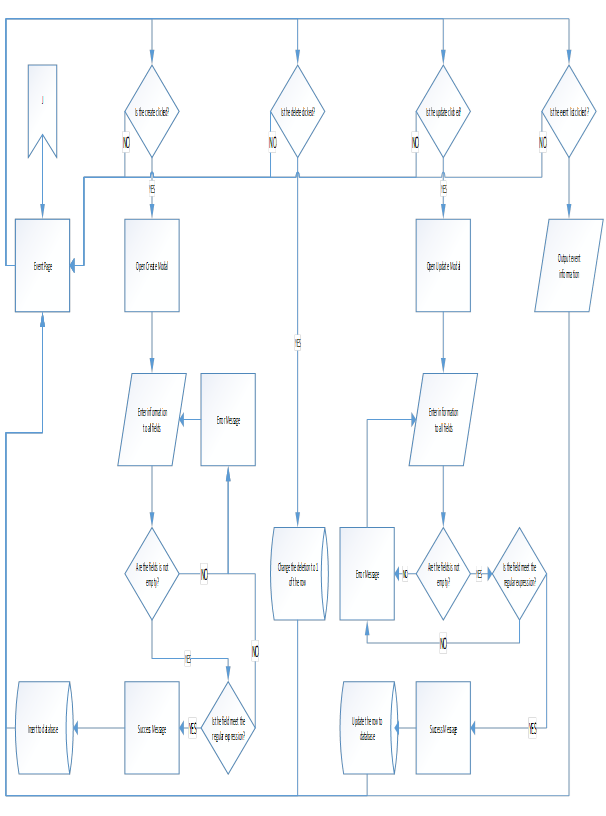 Is the create clicked?
Is the delete clicked?
Is the update clicked?
Is the event list clicked?
NO
NO
NO
NO
YES
YES
Event Page
Open Create Modal
Open Update Modal
Output event
information
YES
Enter information
to all fields
Error Message
Enter information
to all fields
Are the fields is not
empty?
NO
Change the deletion to 1
of the row
Error Message
NO
Are the fields is not
empty?
YES
Is the field meet the
regular expression?
YES
NO
NO
Insert to database
Success Message
YES
Is the field meet the
regular expression?
Update the row to
database
Success Message
YES